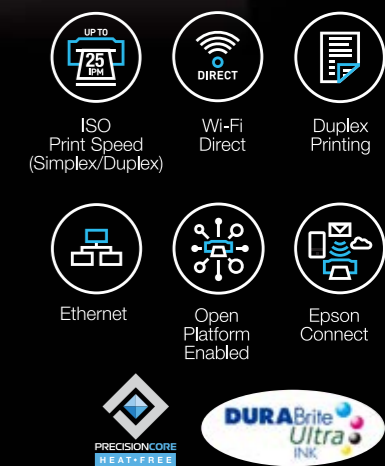 UP TO
25
IPM
DIRECT
ISO
Print Speed
(Simplex/Duplex)
Wi-Fi
Direct
Duplex
Printing
Ethernet
Open
Platform
Enabled
Epson
Connect
PRECISIONCORE
HEAT•FREE
DURABrite
Ultra
INK